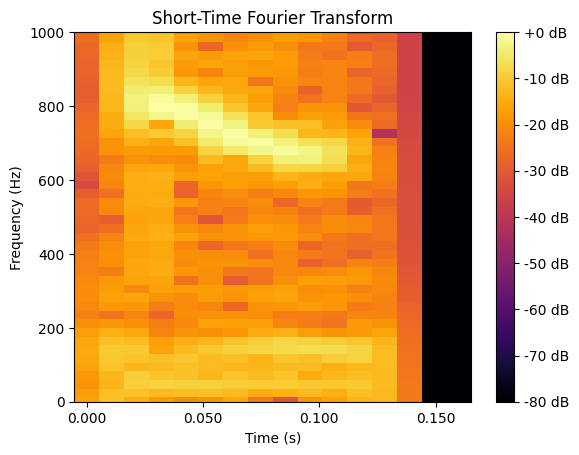 Short-Time Fourier Transform
1000
800
600
400
200
0
Frequency (Hz)
0.000
0.050
0.100
0.150
Time (s)
+0 dB
-10 dB
-20 dB
-30 dB
-40 dB
-50 dB
-60 dB
-70 dB
-80 dB